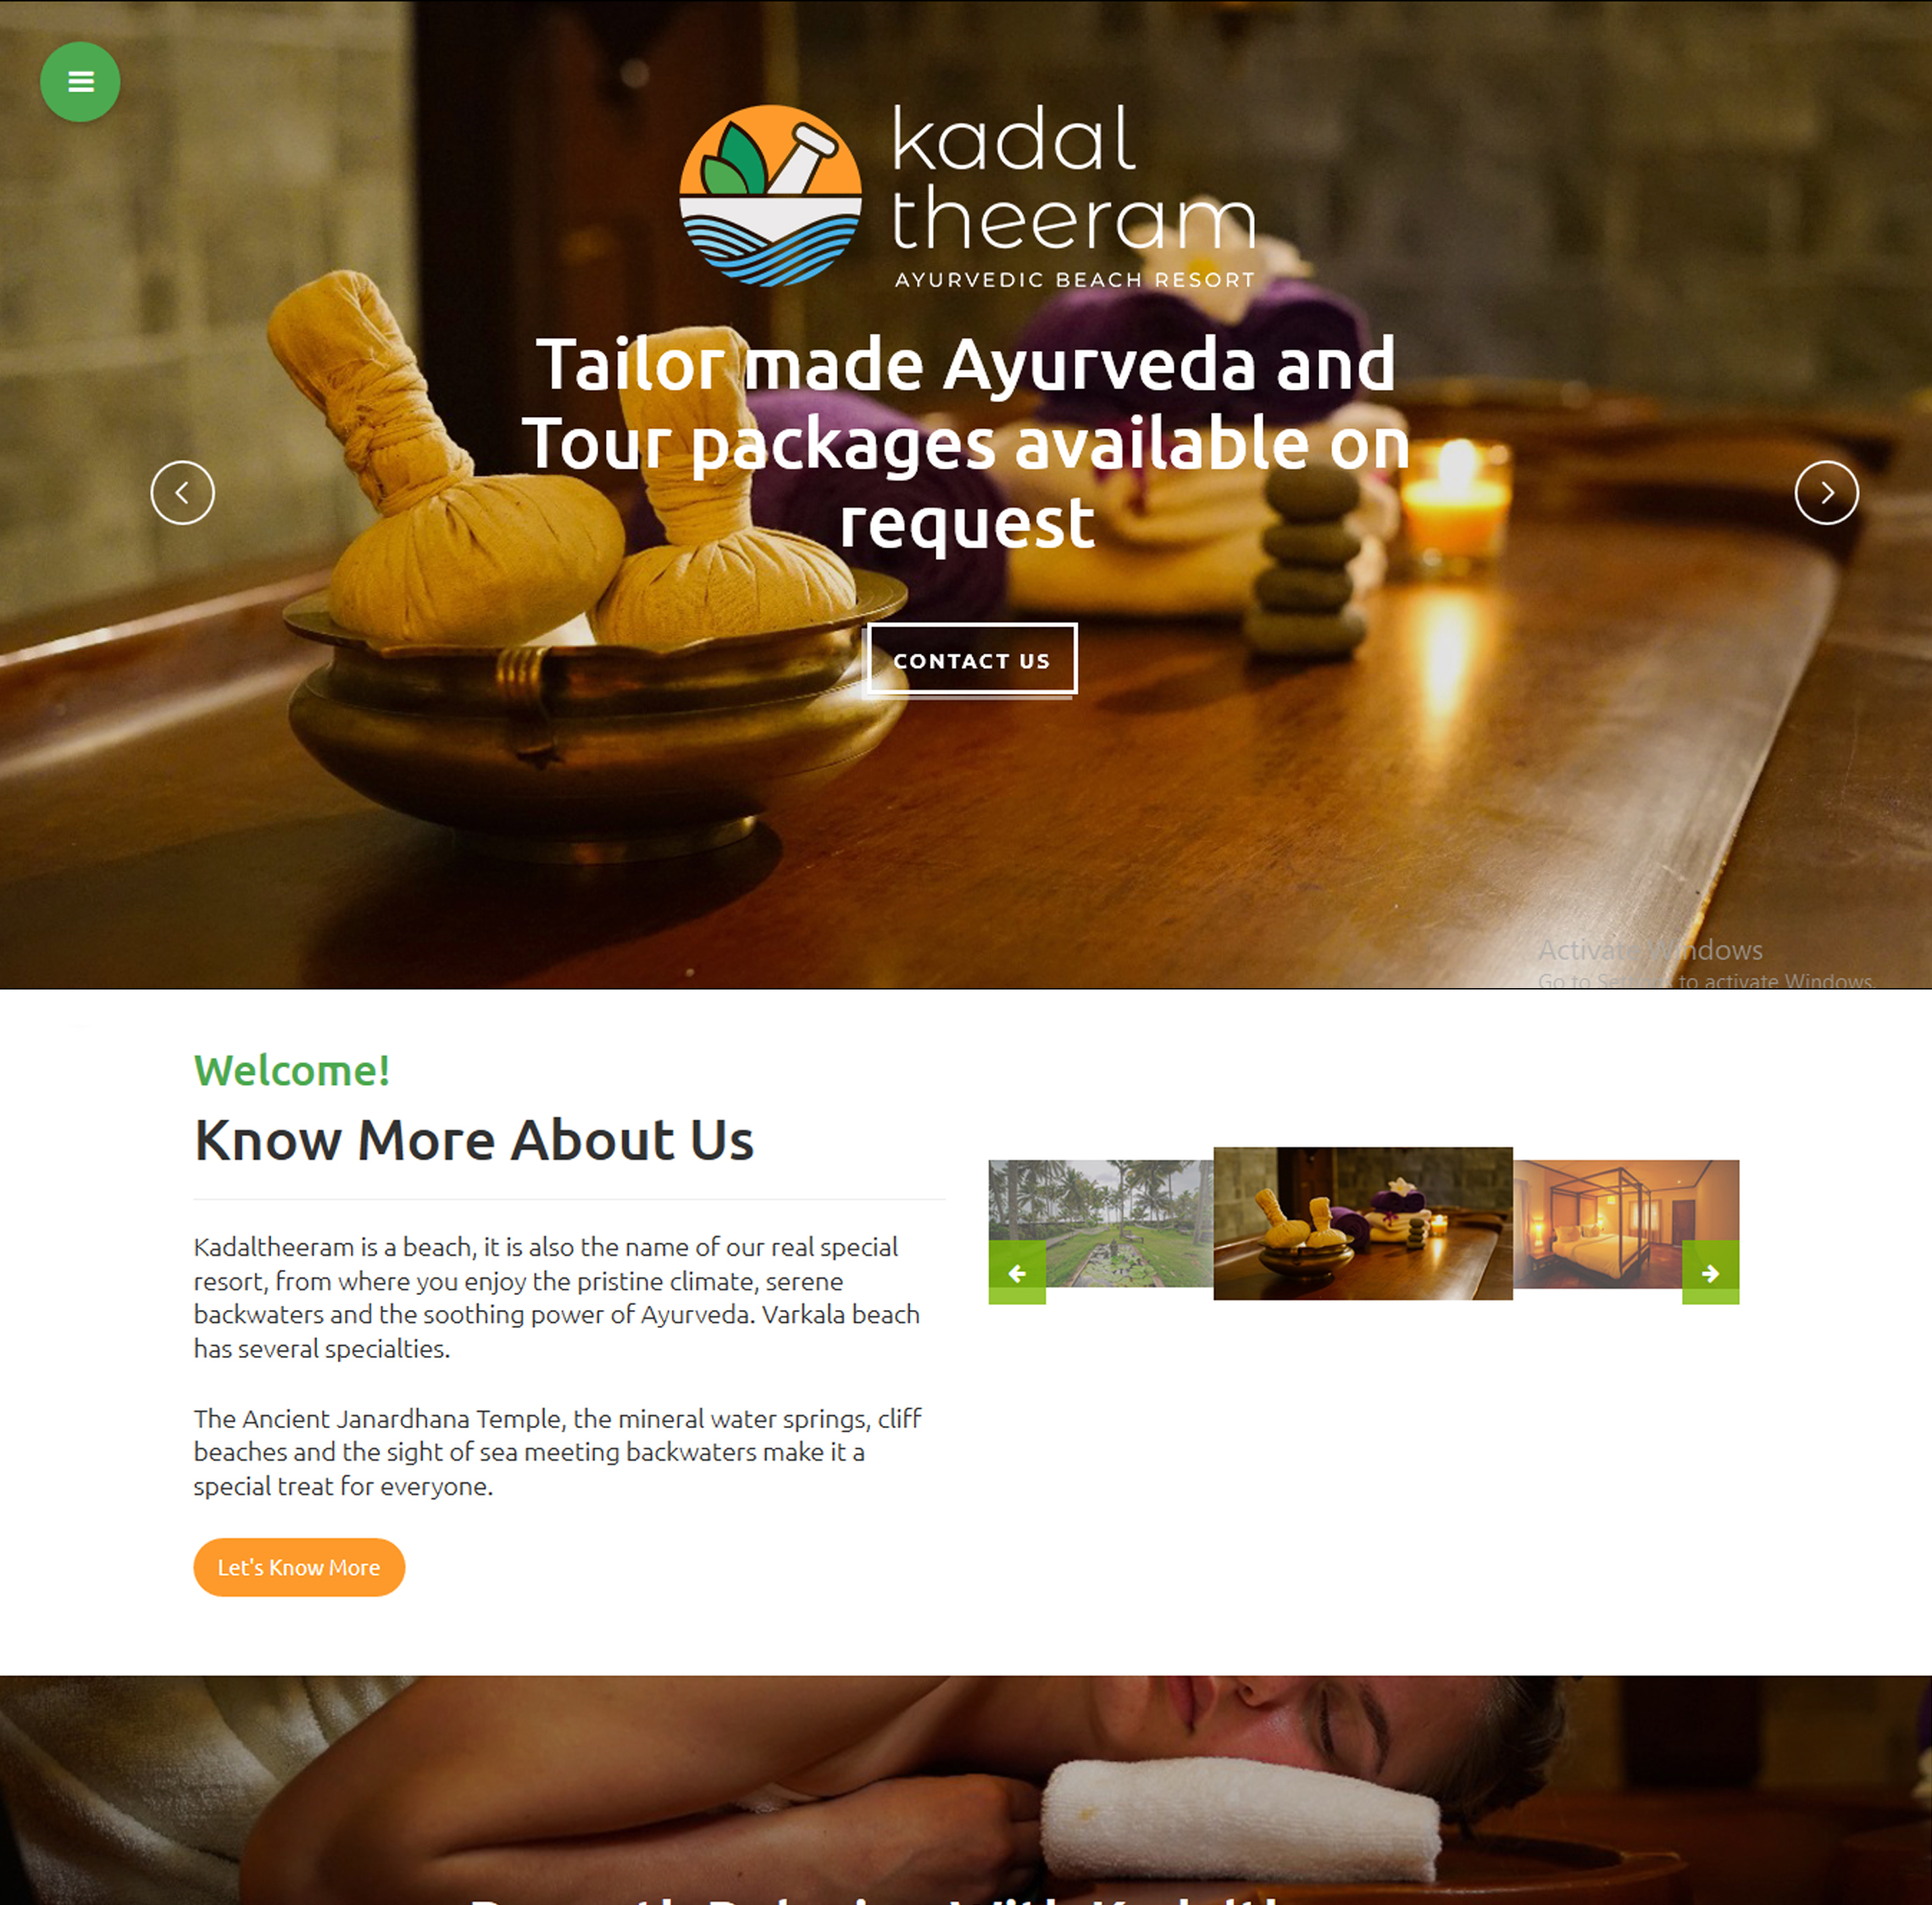 kadal
theeram
AYURVEDIC BEACH RESORT
Tailor made Ayurveda and
Tour packages available on
request
CONTACT US
Activate Windows
Go to Settings to activate Windows.
Welcome!
Know More About Us
Kadaltheeram is a beach, it is also the name of our real special
resort, from where you enjoy the pristine climate, serene
backwaters and the soothing power of Ayurveda. Varkala beach
has several specialties.
The Ancient Janardhana Temple, the mineral water springs, cliff
beaches and the sight of sea meeting backwaters make it a
special treat for everyone.
Let's Know More